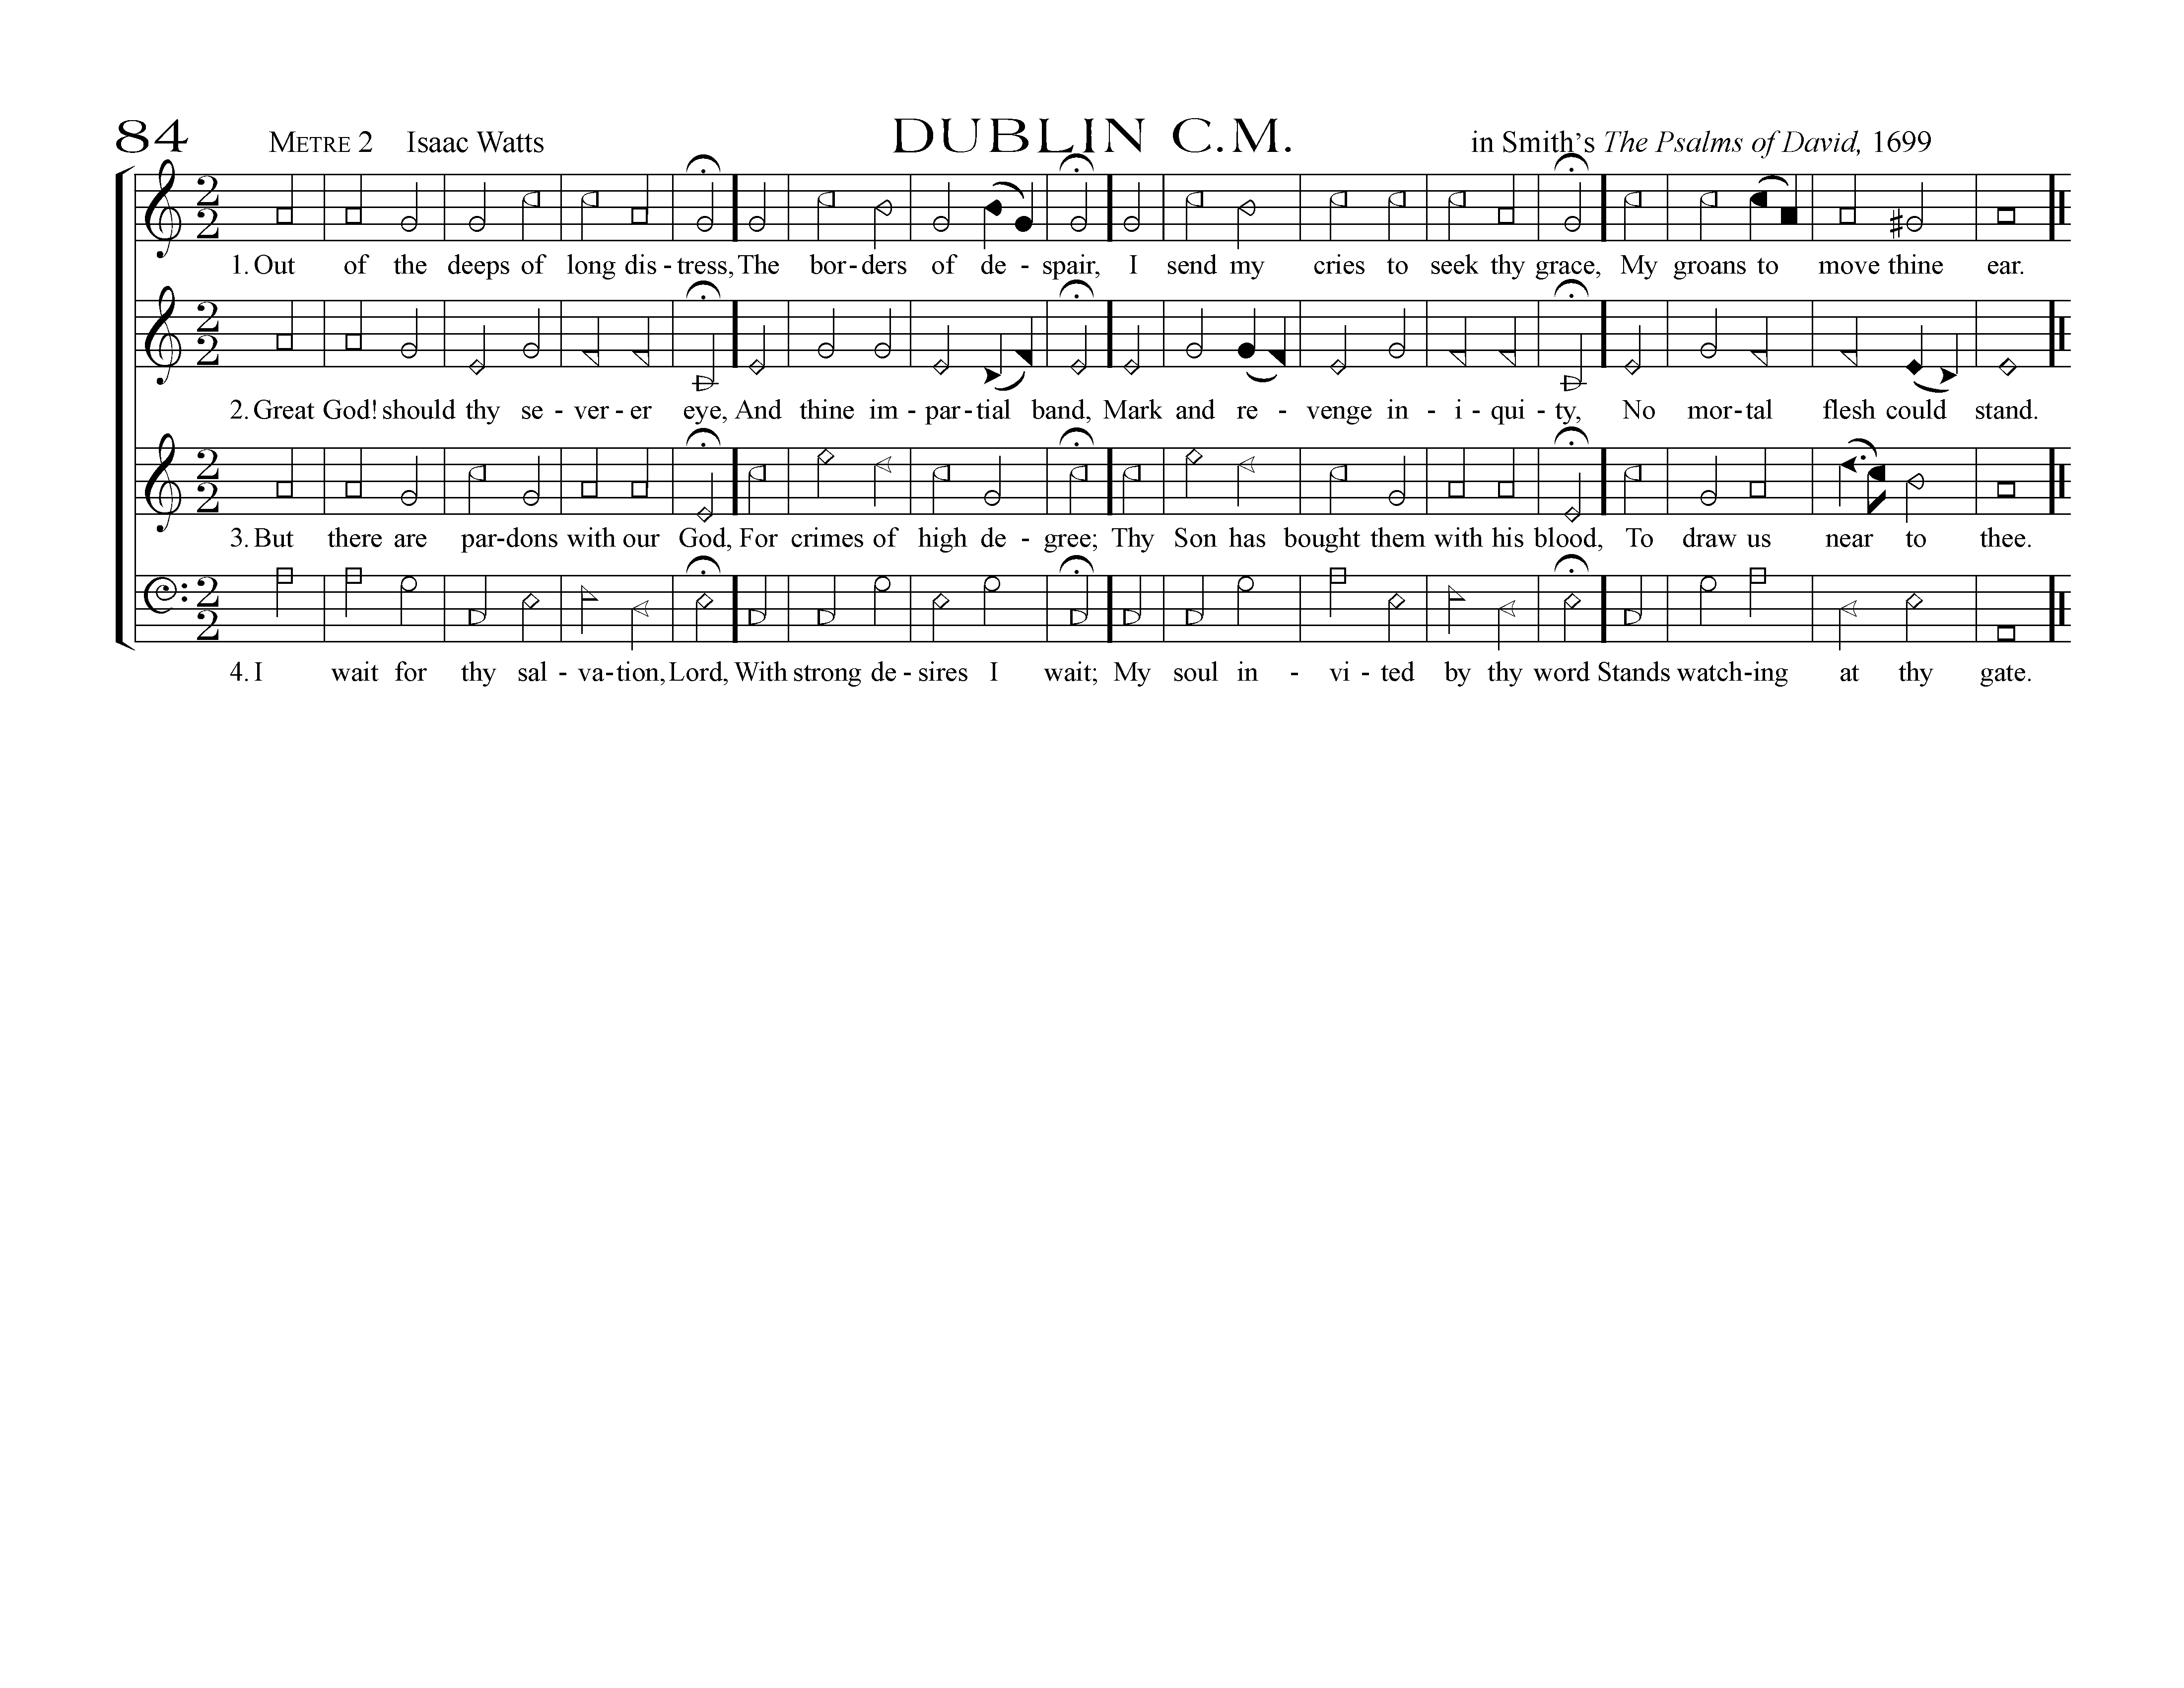 84 METRE 2 Isaac Watts DUBLIN C.M. in Smith's The Psalms of David, 1699
2 2
1. Out of the deeps of long dis - tress, The bor - ders of de - spair, I send my cries to seek thy grace, My groans to move thine ear.
2 2
2. Great God! should thy se - ver - er eye, And thine im - par - tial band, Mark and re - venge in - i - qui - ty, No mor - tal flesh could stand.
2 2
3. But there are par - dons with our God, For crimes of high de - gree; Thy Son has bought them with his blood, To draw us near to thee.
2 2
4. I wait for thy sal - va - tion, Lord, With strong de - sires I wait; My soul in - vi - ted by thy word Stands watch - ing at thy gate.